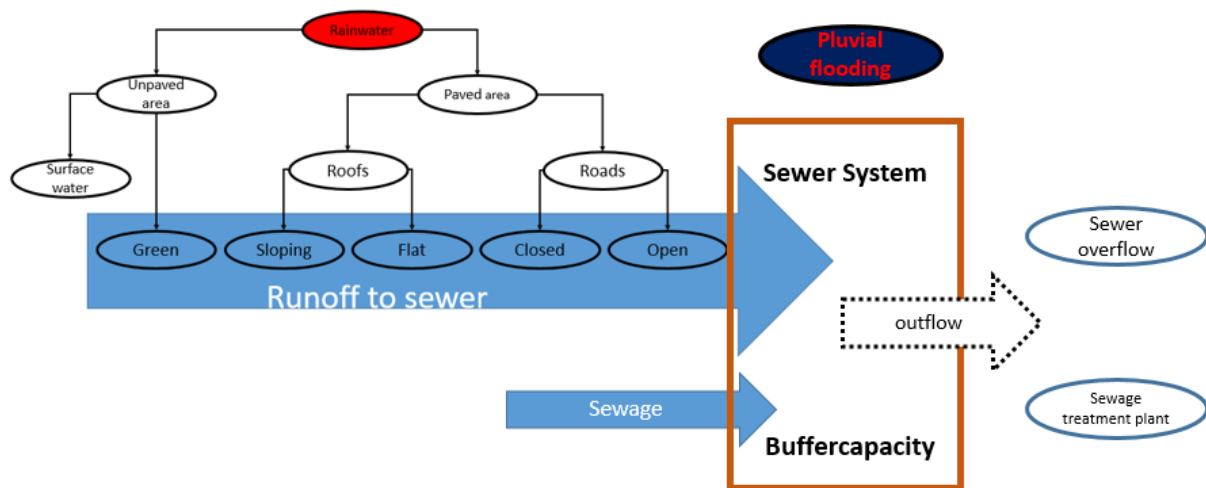 Rainwater
Pluvial
flooding
Unpaved
area
Paved area
Surface
water
Roofs
Roads
Sewer System
Green
Sloping
Flat
Closed
Open
Sewer
overflow
Runoff to sewer
outflow
Sewage
Sewage
treatment plant
Buffercapacity